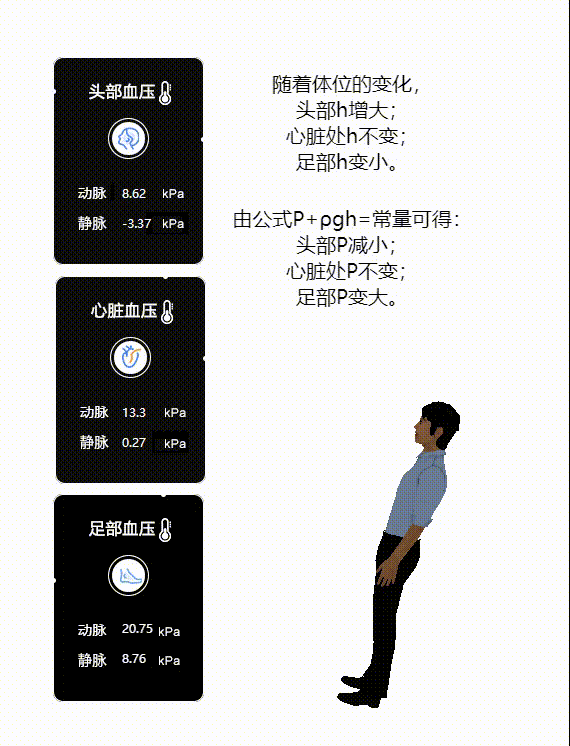 头部血压
动脉 8.62 kPa
静脉 -3.37 kPa
心脏血压
动脉 13.3 kPa
静脉 0.27 kPa
足部血压
动脉 20.75 kPa
静脉 8.76 kPa
随着体位的变化，
头部h增大；
心脏处h不变；
足部h变小。
由公式P+ρgh=常量可得：
头部P减小；
心脏处P不变；
足部P变大。